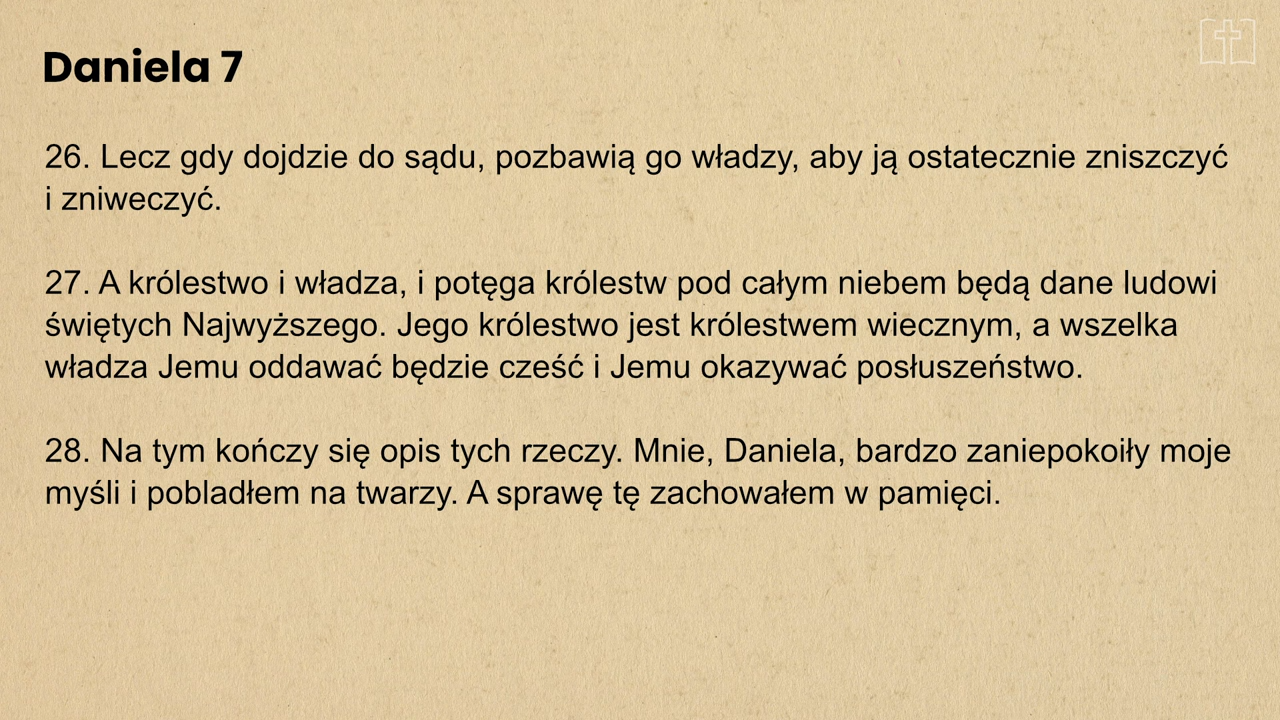 Daniela 7
26. Lecz gdy dojdzie do sądu, pozbawią go władzy, aby ją ostatecznie zniszczyć
i zniweczyć.
27. A królestwo i władza, i potęga królestw pod całym niebem będą dane ludowi
świętych Najwyższego. Jego królestwo jest królestwem wiecznym, a wszelka
władza Jemu oddawać będzie cześć i Jemu okazywać posłuszeństwo.
28. Na tym kończy się opis tych rzeczy. Mnie, Daniela, bardzo zaniepokoiły moje
myśli i pobladłem na twarzy. A sprawę tę zachowałem w pamięci.